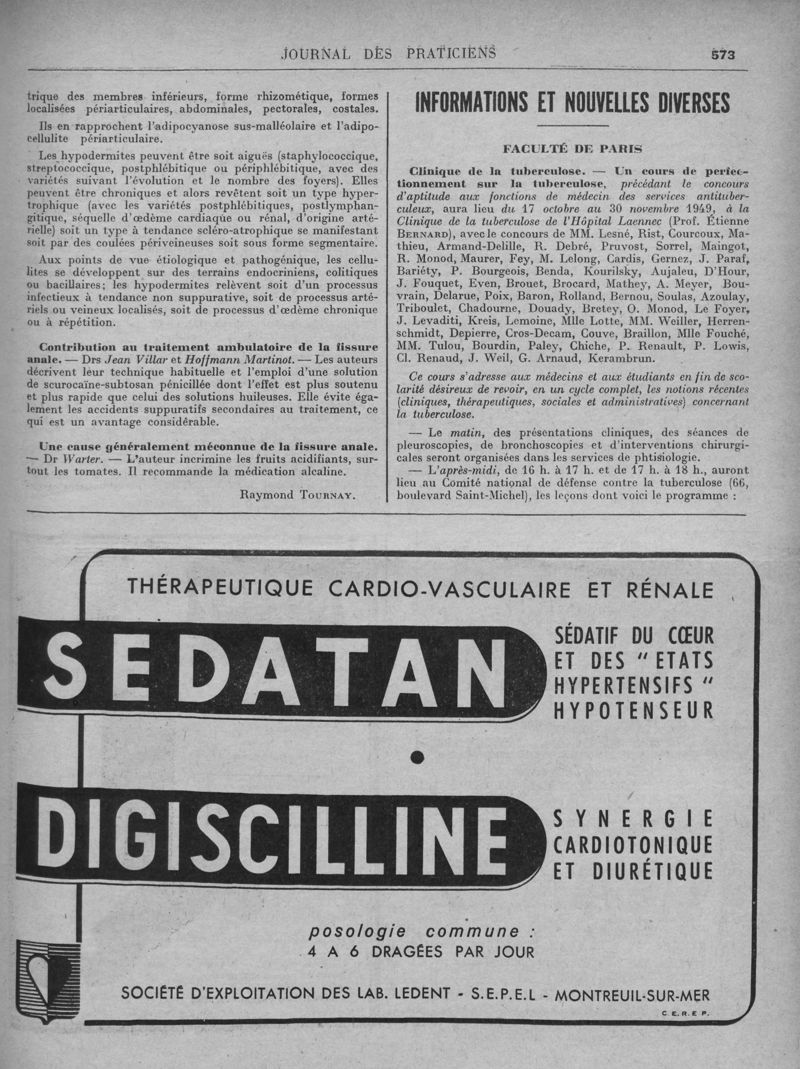 JOURNAL DES PRATICIENS
573
trique des membres inférieurs, forme rhizométique, formes
localisées périarticulaires, abdominales, pectorales, costales.
Ils en rapprochent l'adipocyanose sus-malléolaire et l'adipo-
cellulite périarticulaire.
Les hypodermites peuvent être soit aiguës (staphylococcique,
streptococcique, postphlébitique ou périphlébitique, avec des
variétés suivant l'évolution et le nombre des foyers). Elles
peuvent être chroniques et alors revêtent soit un type hyper-
trophique (avec les variétés postphlébitiques, postlymphan-
gitique, séquelle d'œdème cardiaque ou rénal, d'origine arté-
rielle) soit un type à tendance scléro-atrophique se manifestant
soit par des coulées périveineuses soit sous forme segmentaire.
Aux points de vue étiologique et pathogénique, les cellu-
lites se développent sur des terrains endocriniens, colitiques
ou bacillaires; les hypodermites relèvent soit d'un processus
infectieux à tendance non suppurative, soit de processus arté-
riels ou veineux localisés, soit de processus d'œdème chronique
ou à répétition.
Contribution au traitement ambulatoire de la fissure
anale. — Drs Jean Villar et Hoffmann Martinot. — Les auteurs
décrivent leur technique habituelle et l'emploi d'une solution
de scurocaïne-subtosan pénicillée dont l'effet est plus soutenu
et plus rapide que celui des solutions huileuses. Elle évite éga-
lement les accidents suppuratifs secondaires au traitement, ce
qui est un avantage considérable.
Une cause généralement méconnue de la fissure anale.
— Dr Warter. — L'auteur incrimine les fruits acidifiants, sur-
tout les tomates. Il recommande la médication alcaline.
Raymond TOURNAY.
INFORMATIONS ET NOUVELLES DIVERSES
FACULTÉ DE PARIS
Clinique de la tuberculose. — Un cours de perfec-
tionnement sur la tuberculose, précédant le concours
d'aptitude aux fonctions de médecin des services antituber-
culeux, aura lieu du 17 octobre au 30 novembre 1949, à la
Clinique de la tuberculose de l'Hôpital Laennec (Prof. Étienne
BERNARD), avec le concours de MM. Lesné, Rist, Courcoux, Ma-
thieu, Armand-Delille, R. Debré, Pruvost, Sorrel, Maingot,
R. Monod, Maurer, Fey, M. Lelong, Cardis, Gernez, J. Paraf,
Bariéty, P. Bourgeois, Benda, Kourilsky, Aujaleu, D'Hour,
J. Fouquet, Even, Brouet, Brocard, Mathey, A. Meyer, Bou-
vrain, Delarue, Poix, Baron, Rolland, Bernou, Soulas, Azoulay,
Triboulet, Chadourne, Douady, Bretey, O. Monod, Le Foyer,
J. Levaditi, Kreis, Lemoine, Mlle Lotte, MM. Weiller, Herren-
schmidt, Depierre, Cros-Decam, Couve, Braillon, Mlle Fouché,
MM. Tulou, Bourdin, Paley, Chiche, P. Renault, P. Lowis,
Cl. Renaud, J. Weil, G. Arnaud, Kerambrun.
Ce cours s'adresse aux médecins et aux étudiants en fin de sco-
larité désireux de revoir, en un cycle complet, les notions récentes
(cliniques, thérapeutiques, sociales et administratives) concernant
la tuberculose.
— Le matin, des présentations cliniques, des séances de
pleuroscopies, de bronchoscopies et d'interventions chirurgi-
cales seront organisées dans les services de phtisiologie.
— L'après-midi, de 16 h. à 17 h. et de 17 h. à 18 h., auront
lieu au Comité national de défense contre la tuberculose (66,
boulevard Saint-Michel), les leçons dont voici le programme :
THÉRAPEUTIQUE CARDIO-VASCULAIRE ET RÉNALE
SEDATAN
SÉDATIF DU CŒUR
ET DES "ETATS
HYPERTENSIFS"
HYPOTENSEUR
DIGISCILLINE
SYNERGIE
CARDIOTONIQUE
ET DIURÉTIQUE
posologie commune :
4 A 6 DRAGÉES PAR JOUR
SOCIÉTÉ D'EXPLOITATION DES LAB. LEDENT - S.E.P.E.L - MONTREUIL-SUR-MER
C.E.R.E.P.